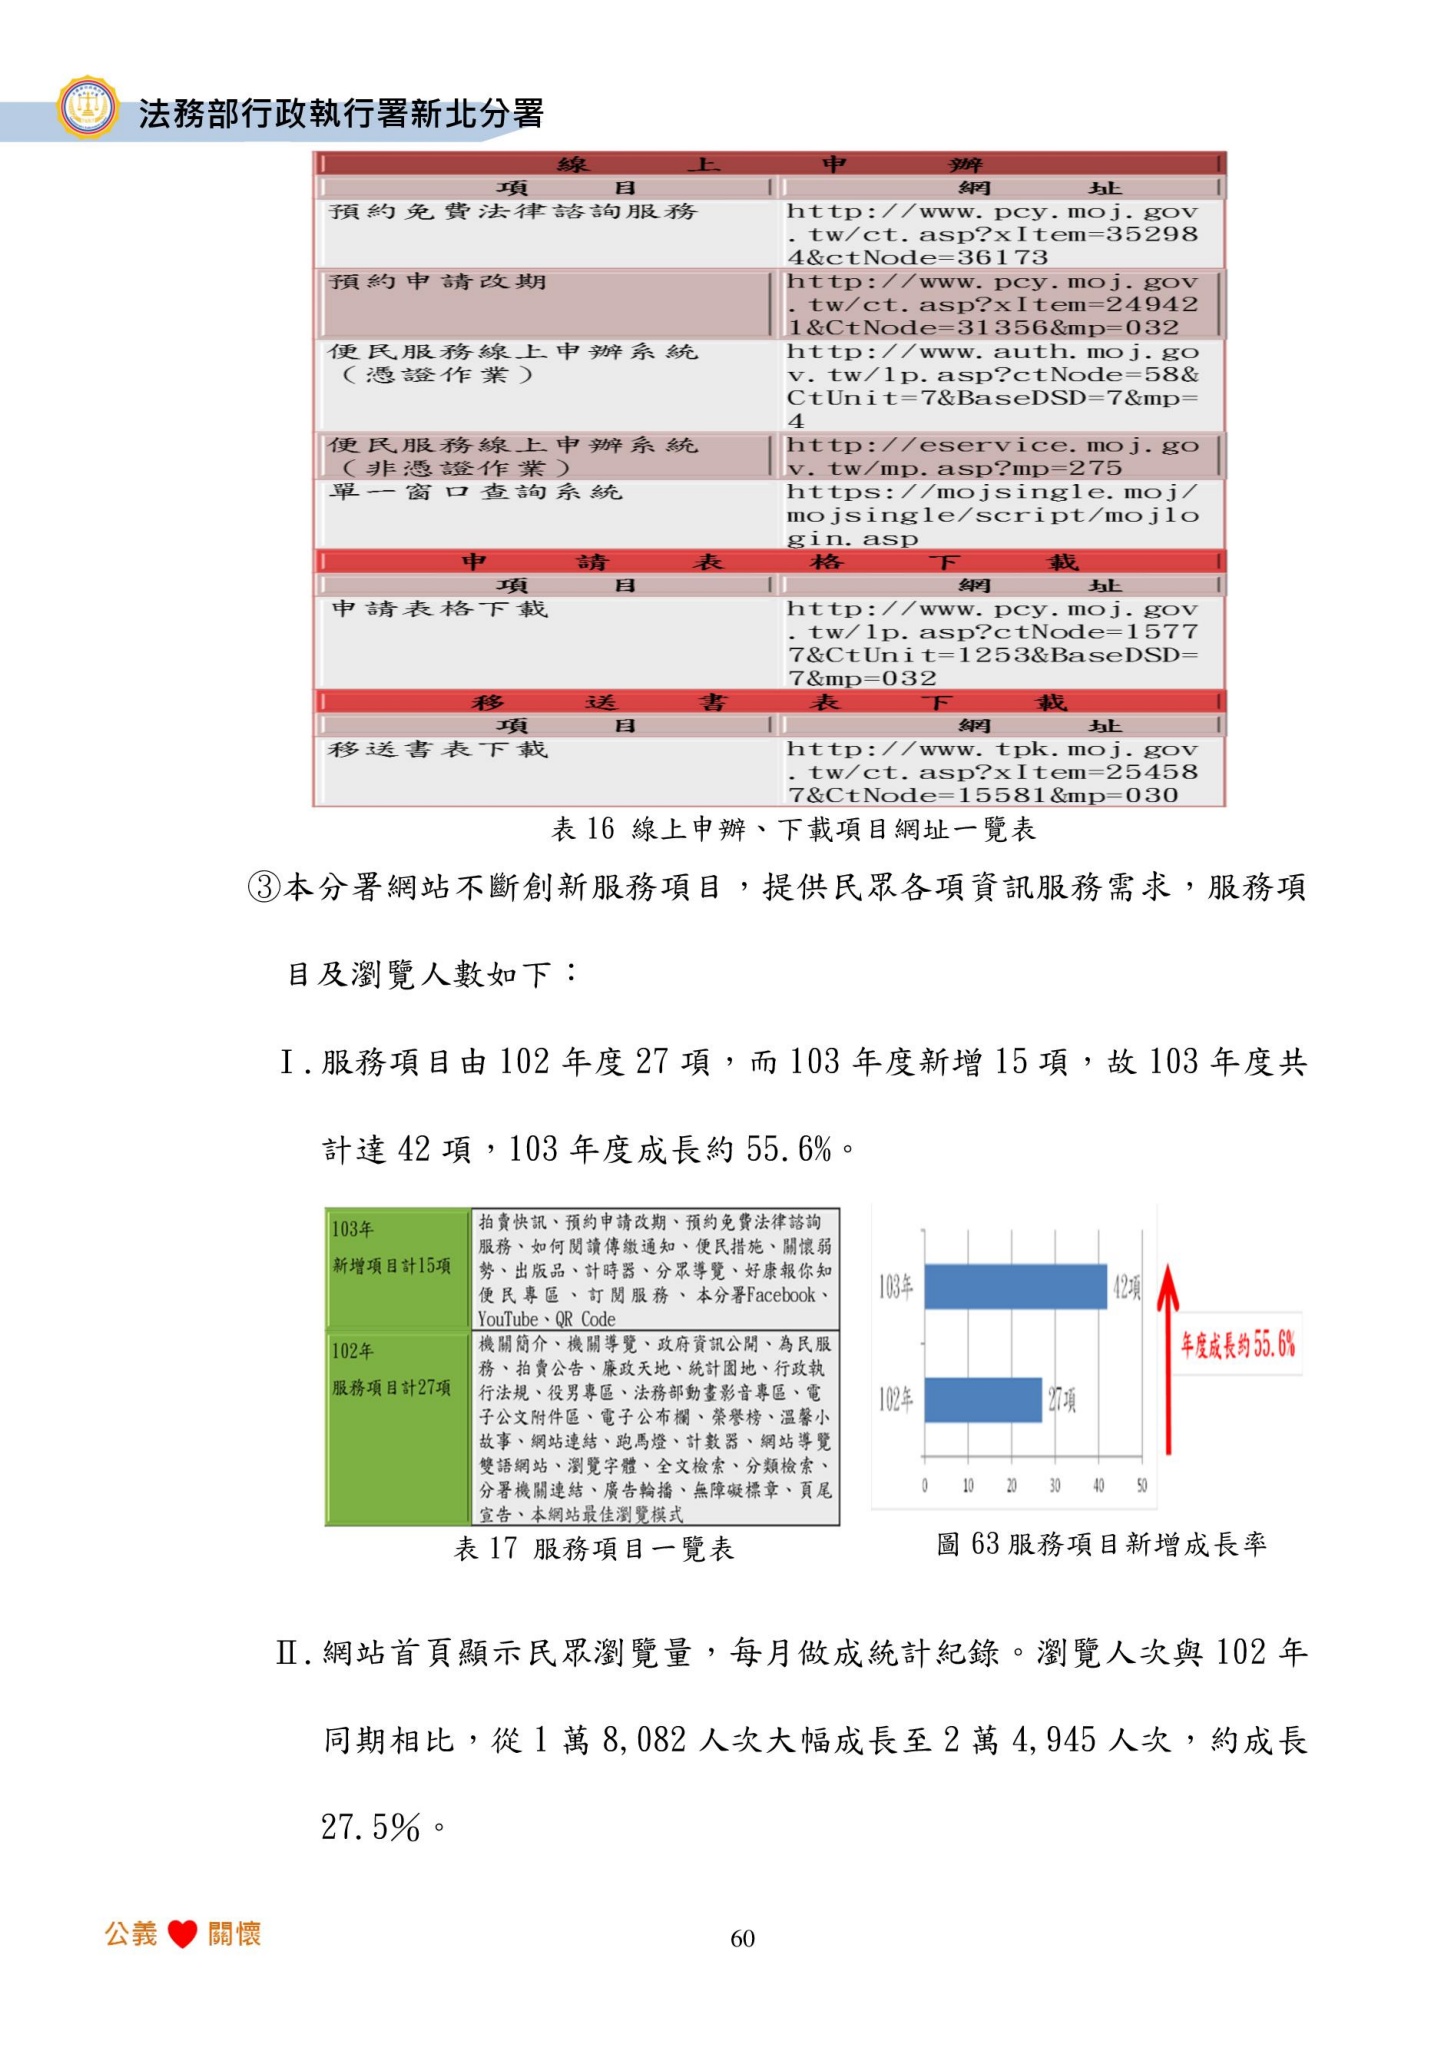 法務部行政執行署新北分署
線上申辦
項目 網址
預約免費法律諮詢服務 http://www.pcy.moj.gov
.tw/ct.asp?xItem=35298
4&ctNode=36173
預約申請改期 http://www.pcy.moj.gov
.tw/ct.asp?xItem=24942
1&CtNode=31356&mp=032
便民服務線上申辦系統 http://www.auth.moj.go
（憑證作業） v.tw/lp.asp?ctNode=58&
CtUnit=7&BaseDSD=7&mp=
4
便民服務線上申辦系統 http://eservice.moj.go
（非憑證作業） v.tw/mp.asp?mp=275
單一窗口查詢系統 https://mojsingle.moj/
mojsingle/script/mojlo
gin.asp
申請表格下載
項目 網址
申請表格下載 http://www.pcy.moj.gov
.tw/lp.asp?ctNode=1577
7&CtUnit=1253&BaseDSD=
7&mp=032
移送書表下載
項目 網址
移送書表下載 http://www.tpk.moj.gov
.tw/ct.asp?xItem=25458
7&CtNode=15581&mp=030
表 16 線上申辦、下載項目網址一覽表
③本分署網站不斷創新服務項目，提供民眾各項資訊服務需求，服務項
目及瀏覽人數如下：
Ⅰ.服務項目由 102 年度 27 項，而 103 年度新增 15 項，故 103 年度共
計達 42 項，103 年度成長約 55.6%。
103年
新增項目計15項
拍賣快訊、預約申請改期、預約免費法律諮詢
服務、如何閱讀傳繳通知、便民措施、關懷弱
勢、出版品、計時器、分眾導覽、好康報你知
便民專區、訂閱服務、本分署Facebook、
YouTube、QR Code
102年
服務項目計27項
機關簡介、機關導覽、政府資訊公開、為民服
務、拍賣公告、廉政天地、統計園地、行政執
行法規、役男專區、法務部動畫影音專區、電
子公文附件區、電子公布欄、榮譽榜、溫馨小
故事、網站連結、跑馬燈、計數器、網站導覽
雙語網站、瀏覽字體、全文檢索、分類檢索、
分署機關連結、廣告輪播、無障礙標章、頁尾
宣告、本網站最佳瀏覽模式
表 17 服務項目一覽表
103年 42項
年度成長約55.6%
102年 27項
0 10 20 30 40 50
圖 63 服務項目新增成長率
Ⅱ.網站首頁顯示民眾瀏覽量，每月做成統計紀錄。瀏覽人次與 102 年
同期相比，從 1 萬 8,082 人次大幅成長至 2 萬 4,945 人次，約成長
27.5%。
公義 關懷
60